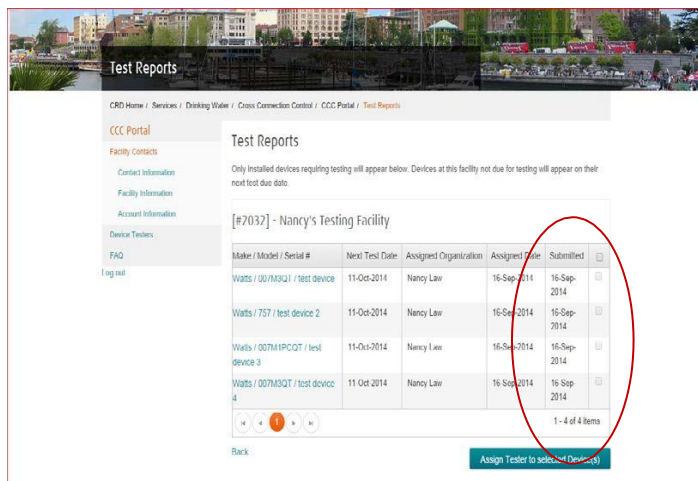 Test Reports
CRD Home / Services / Drinking Water / Cross Connection Control / CCC Portal / Test Reports
CCC Portal
Facility Contacts
Contact Information
Facility Information
Account Information
Device Testers
FAQ
Log out
Test Reports
Only installed devices requiring testing will appear below. Devices at this facility not due for testing will appear on their
next test due date.
[#2032] - Nancy's Testing Facility
Make / Model / Serial # Next Test Date Assigned Organization Assigned Date Submitted
Watts / 007M3QT / test device 11-Oct-2014 Nancy Law 16-Sep-2014 16-Sep-
2014
Watts / 757 / test device 2 11-Oct-2014 Nancy Law 16-Sep-2014 16-Sep-
2014
Watts / 007M1PCQT / test 11-Oct-2014 Nancy Law 16-Sep-2014 16-Sep-
device 3 2014
Watts / 007M3QT / test device 11-Oct-2014 Nancy Law 16-Sep-2014 16-Sep-
4 2014
1 1 - 4 of 4 items
Back
Assign Tester to selected Device(s)